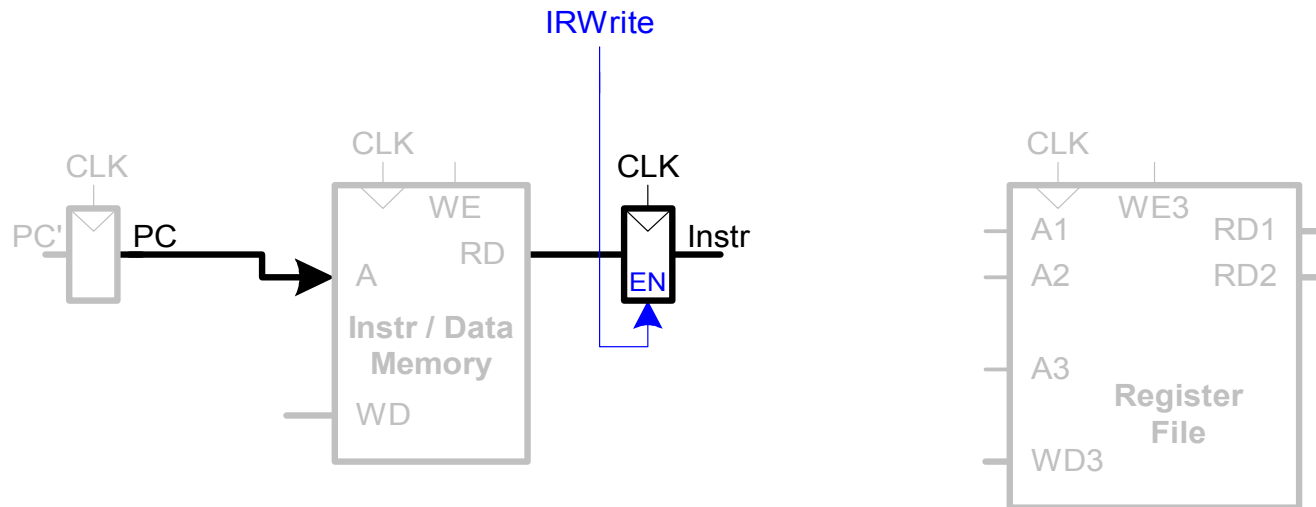 IRWrite
CLK
PC'
PC
CLK
WE
A
RD
Instr / Data
Memory
WD
CLK
EN
Instr
CLK
WE3
A1
RD1
A2
RD2
A3
Register
File
WD3